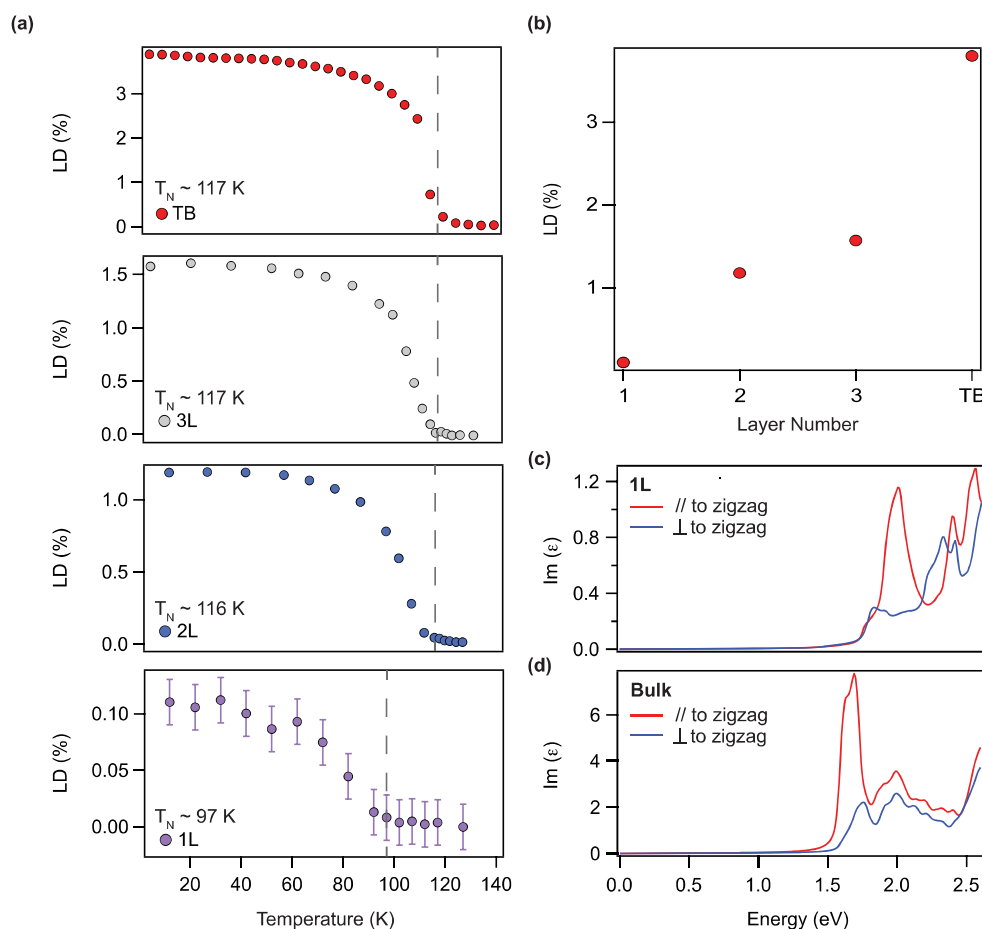 (a)
3
2
1
0
LD (%)
T_N ~ 117 K
TB
1.5
1.0
0.5
0.0
LD (%)
T_N ~ 117 K
3L
1.0
0.5
0.0
LD (%)
T_N ~ 116 K
2L
0.10
0.05
0.00
LD (%)
T_N ~ 97 K
1L
20 40 60 80 100 120 140
Temperature (K)
(b)
3
2
1
LD (%)
1 2 3 TB
Layer Number
(c)
1.2
0.8
0.4
0.0
Im (ε)
1L
// to zigzag
⊥ to zigzag
(d)
6
4
2
0
Im (ε)
Bulk
// to zigzag
⊥ to zigzag
0.0 0.5 1.0 1.5 2.0 2.5
Energy (eV)